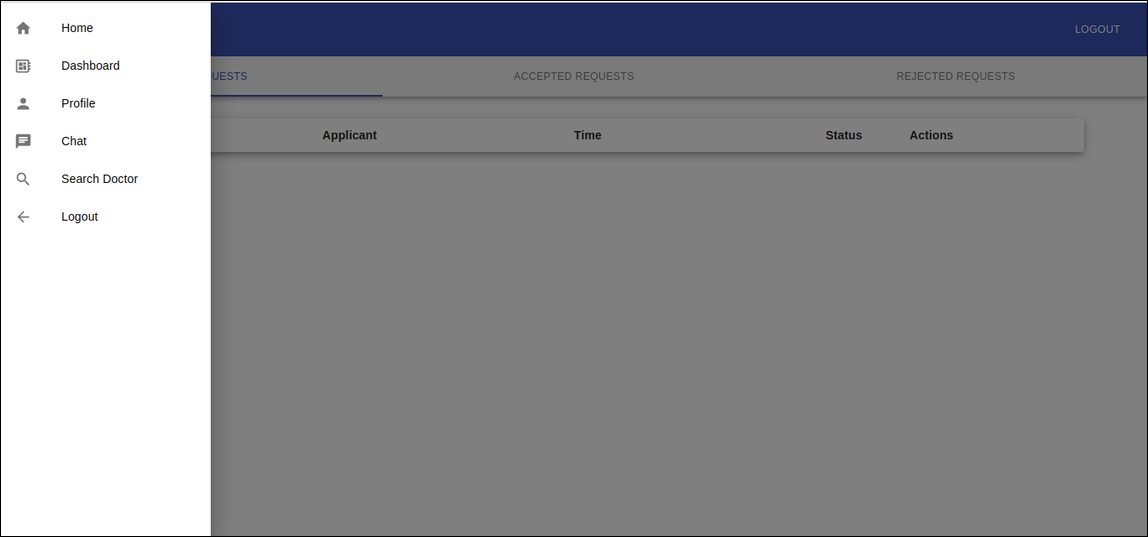 Home
Dashboard
Profile
Chat
Search Doctor
Logout
LOGOUT
UESTS
ACCEPTED REQUESTS
REJECTED REQUESTS
Applicant
Time
Status
Actions